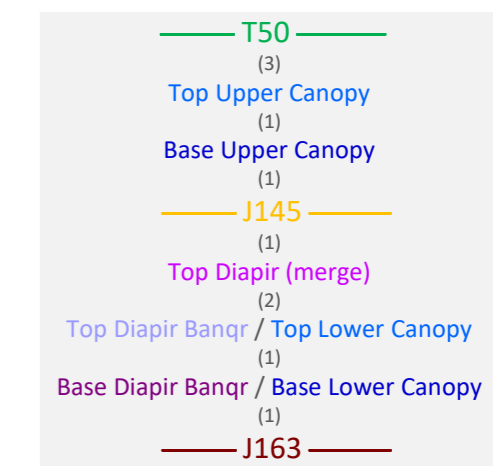 T50
(3)
Top Upper Canopy
(1)
Base Upper Canopy
(1)
J145
(1)
Top Diapir (merge)
(2)
Top Diapir Banqr / Top Lower Canopy
(1)
Base Diapir Banqr / Base Lower Canopy
(1)
J163